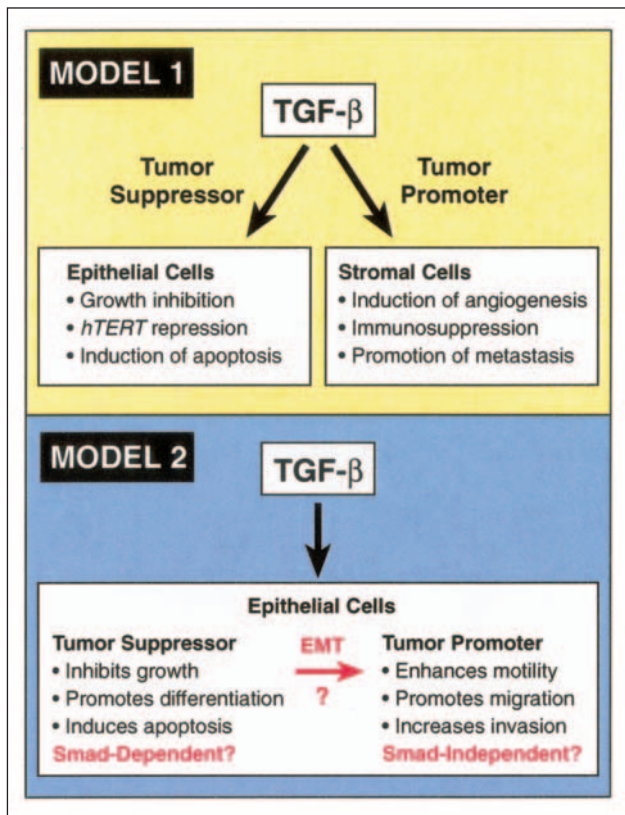 MODEL 1
TGF-β
Tumor
Suppressor
Tumor
Promoter
Epithelial Cells
• Growth inhibition
• hTERT repression
• Induction of apoptosis
Stromal Cells
• Induction of angiogenesis
• Immunosuppression
• Promotion of metastasis
MODEL 2
TGF-β
Epithelial Cells
Tumor Suppressor
• Inhibits growth
• Promotes differentiation
• Induces apoptosis
Smad-Dependent?
EMT
?
Tumor Promoter
• Enhances motility
• Promotes migration
• Increases invasion
Smad-Independent?